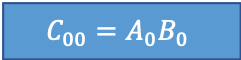 C₀₀ = A₀B₀